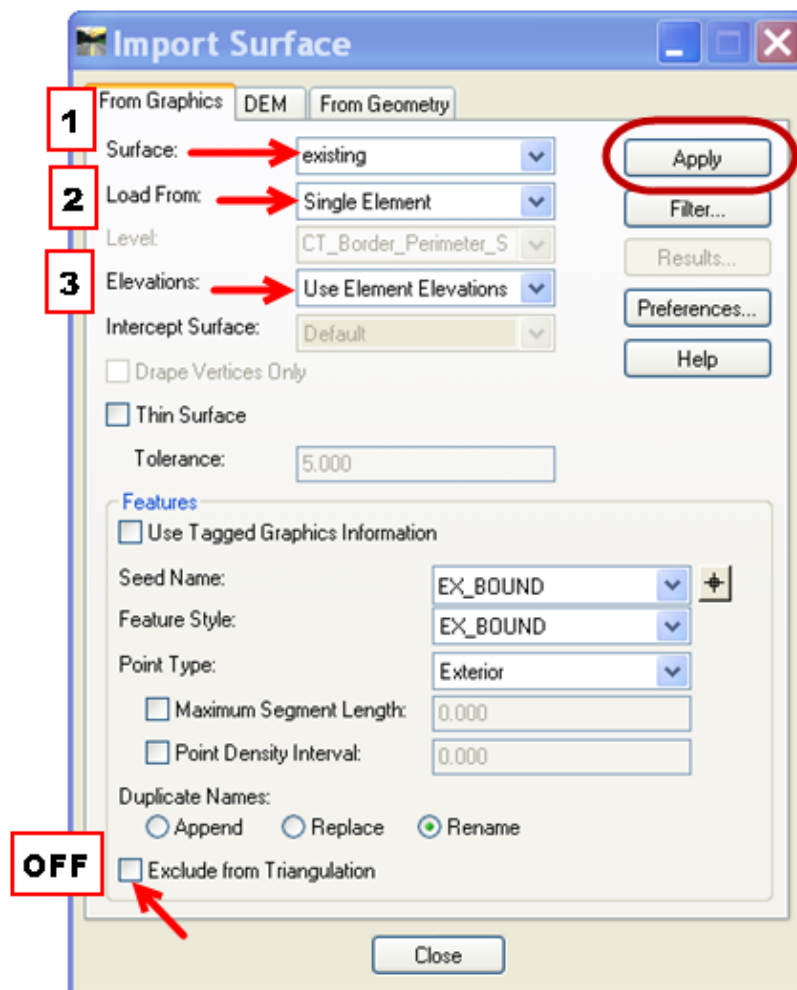 Import Surface
From Graphics DEM From Geometry
1
Surface: existing Apply
2
Load From: Single Element Filter...
Level: CT_Border_Perimeter_S Results...
3
Elevations: Use Element Elevations Preferences...
Intercept Surface: Default Help
Drape Vertices Only
Thin Surface
Tolerance: 5.000
Features
Use Tagged Graphics Information
Seed Name: EX_BOUND
Feature Style: EX_BOUND
Point Type: Exterior
Maximum Segment Length: 0.000
Point Density Interval: 0.000
Duplicate Names:
Append Replace Rename
OFF
Exclude from Triangulation
Close